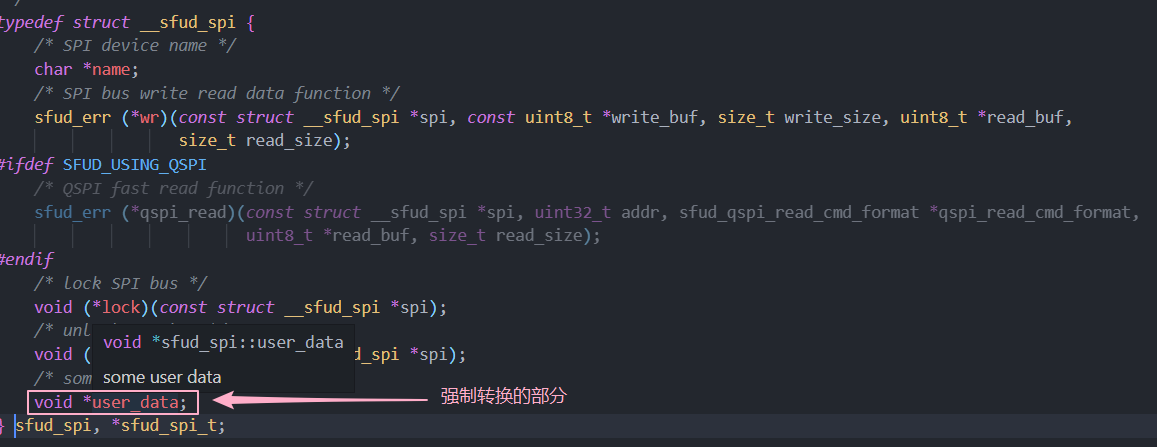 /
typedef struct __sfud_spi {
/* SPI device name */
char *name;
/* SPI bus write read data function */
sfud_err (*wr)(const struct __sfud_spi *spi, const uint8_t *write_buf, size_t write_size, uint8_t *read_buf,
size_t read_size);
#ifdef SFUD_USING_QSPI
/* QSPI fast read function */
sfud_err (*qspi_read)(const struct __sfud_spi *spi, uint32_t addr, sfud_qspi_read_cmd_format *qspi_read_cmd_format,
uint8_t *read_buf, size_t read_size);
#endif
/* lock SPI bus */
void (*lock)(const struct __sfud_spi *spi);
/* unl
void *sfud_spi::user_data
void ( fud_spi *spi);
/* som
some user data
void *user_data; 强制转换的部分
} sfud_spi, *sfud_spi_t;